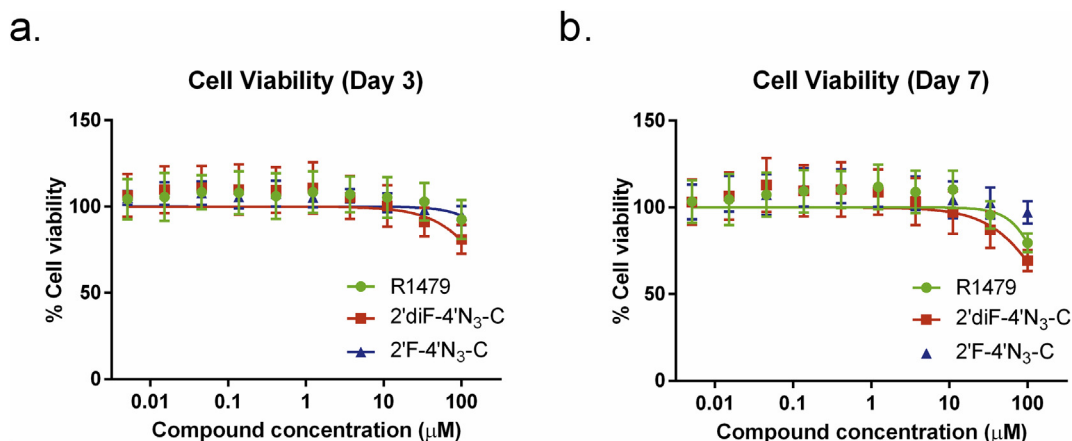 a.
Cell Viability (Day 3)
% Cell viability
150
100
50
0
R1479
2'diF-4'N₃-C
2'F-4'N₃-C
0.01 0.1 1 10 100
Compound concentration (μM)
b.
Cell Viability (Day 7)
% Cell viability
150
100
50
0
R1479
2'diF-4'N₃-C
2'F-4'N₃-C
0.01 0.1 1 10 100
Compound concentration (μM)